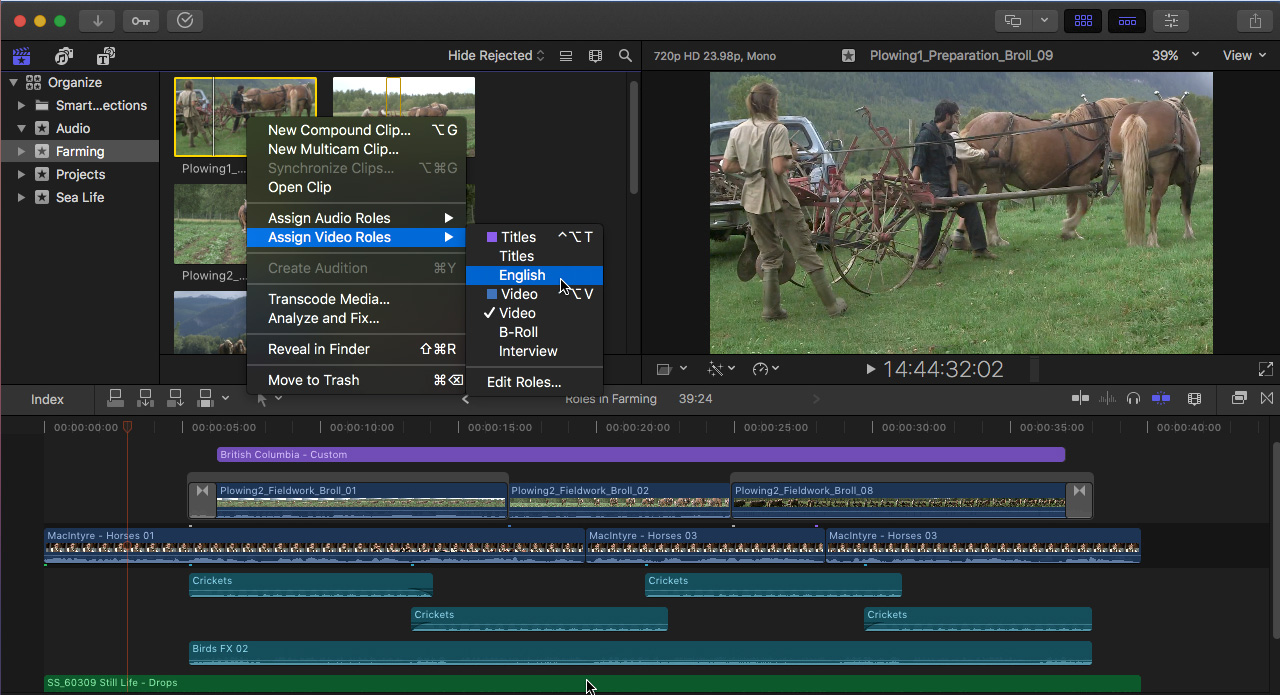 Hide Rejected
720p HD 23.98p, Mono
Plowing1_Preparation_Broll_09
39%
View
Organize
Smart...ections
Audio
Farming
Projects
Sea Life
Plowing1_...
Plowing2_...
New Compound Clip... ⌥G
New Multicam Clip...
Synchronize Clips... ⌥⌘G
Open Clip
Assign Audio Roles
Assign Video Roles
Create Audition ⌘Y
Transcode Media...
Analyze and Fix...
Reveal in Finder ⇧⌘R
Move to Trash ⌘⌫
Titles ^⌥T
Titles
English
Video ⌥V
Video
B-Roll
Interview
Edit Roles...
14:44:32:02
Index
Roles in Farming 39:24
00:00:00:00 00:00:05:00 00:00:10:00 00:00:15:00 00:00:20:00 00:00:25:00 00:00:30:00 00:00:35:00 00:00:40:00
British Columbia - Custom
Plowing2_Fieldwork_Broll_01 Plowing2_Fieldwork_Broll_02 Plowing2_Fieldwork_Broll_08
MacIntyre - Horses 01 MacIntyre - Horses 03 MacIntyre - Horses 03
Crickets Crickets
Crickets Crickets
Birds FX 02
SS_60309 Still Life - Drops